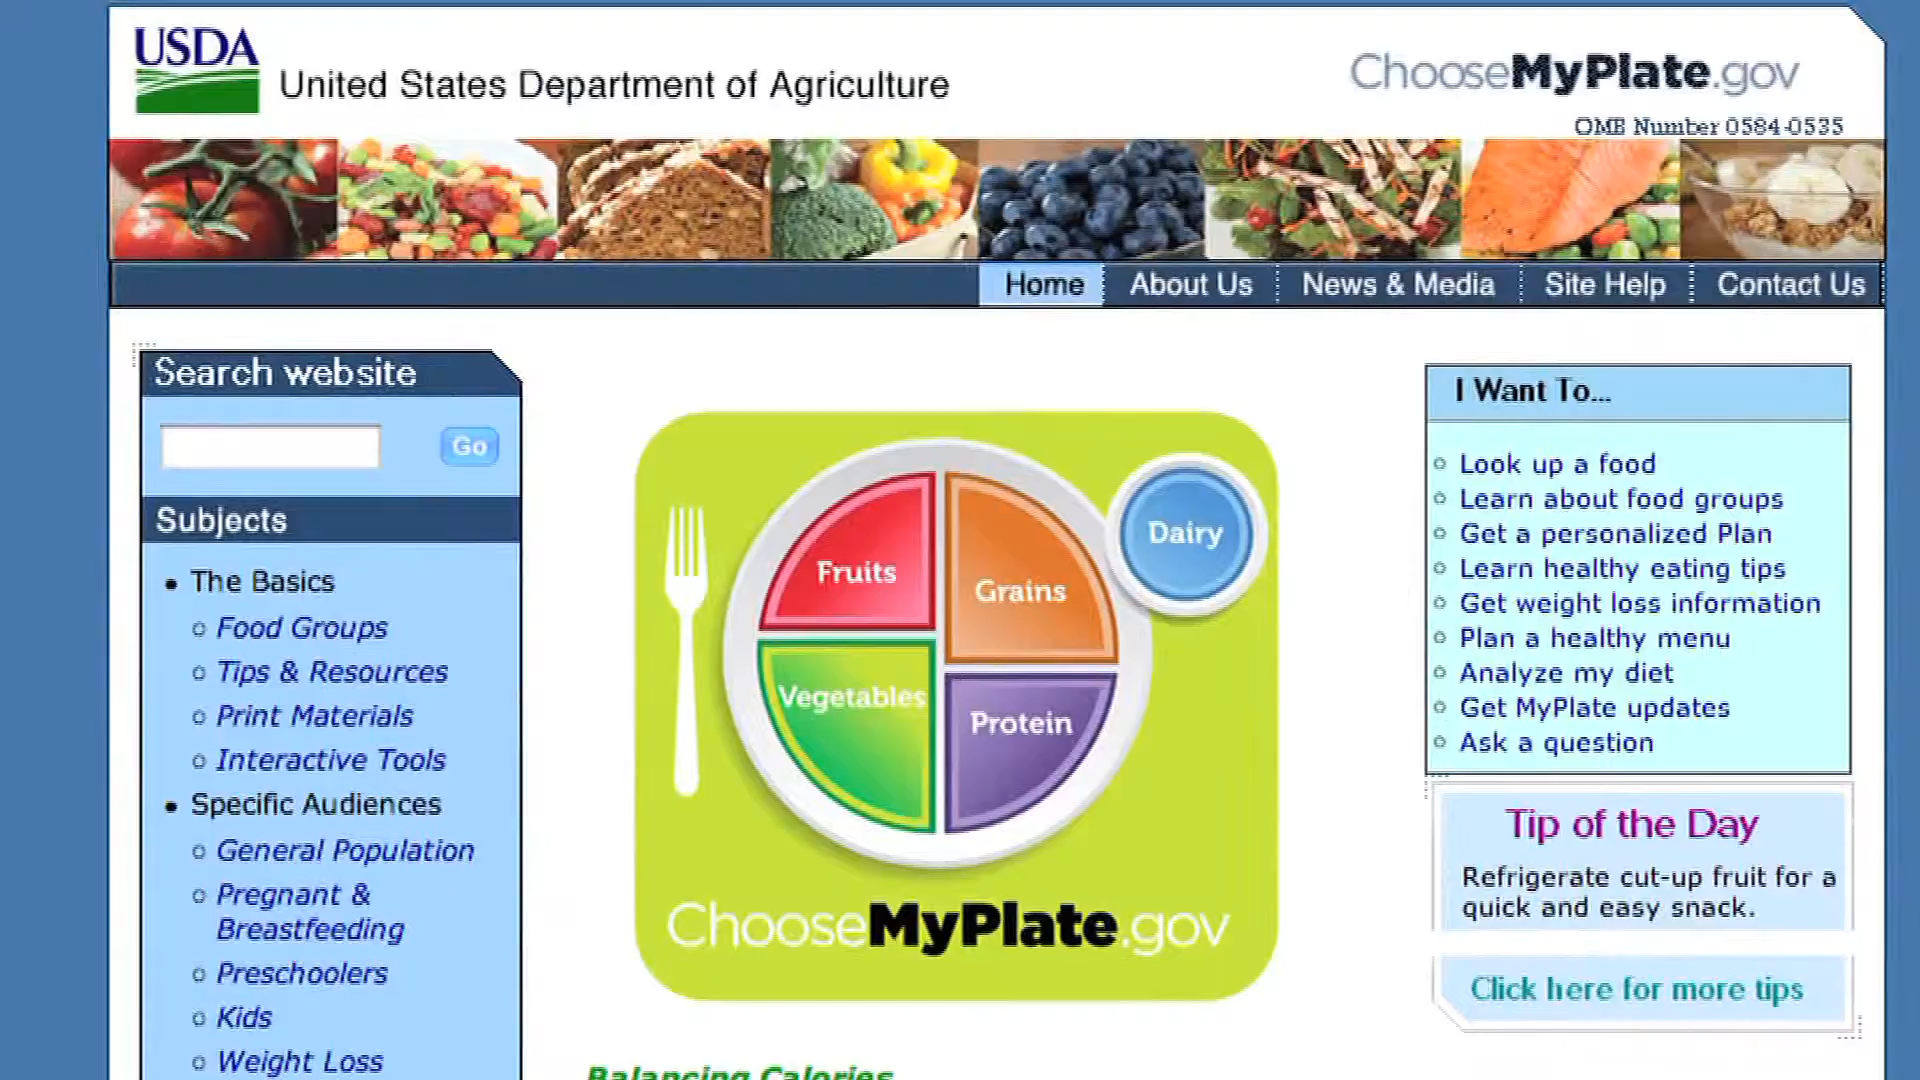 USDA
United States Department of Agriculture
ChooseMyPlate.gov
OMB Number 0584-0535
Home
About Us
News & Media
Site Help
Contact Us
Search website
Go
Subjects
The Basics
Food Groups
Tips & Resources
Print Materials
Interactive Tools
Specific Audiences
General Population
Pregnant &
Breastfeeding
Preschoolers
Kids
Weight Loss
Fruits
Grains
Dairy
Vegetables
Protein
ChooseMyPlate.gov
Balancing Calories
I Want To...
Look up a food
Learn about food groups
Get a personalized Plan
Learn healthy eating tips
Get weight loss information
Plan a healthy menu
Analyze my diet
Get MyPlate updates
Ask a question
Tip of the Day
Refrigerate cut-up fruit for a
quick and easy snack.
Click here for more tips